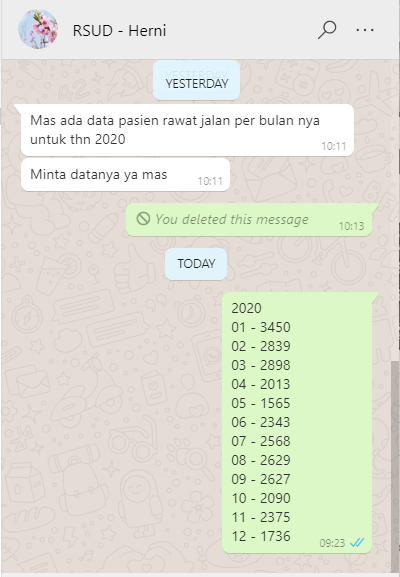 RSUD - Herni
YESTERDAY
Mas ada data pasien rawat jalan per bulan nya
untuk thn 2020
10:11
Minta datanya ya mas
10:11
You deleted this message
10:13
TODAY
2020
01 - 3450
02 - 2839
03 - 2898
04 - 2013
05 - 1565
06 - 2343
07 - 2568
08 - 2629
09 - 2627
10 - 2090
11 - 2375
12 - 1736
09:23